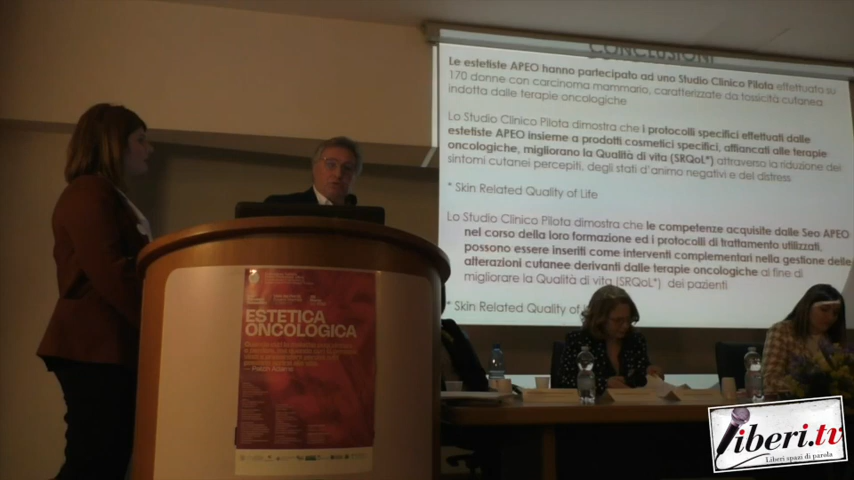 CONCLUSIONI
Le estetiste APEO hanno partecipato ad uno Studio Clinico Pilota effettuato su
170 donne con carcinoma mammario, caratterizzate da tossicità cutanea
indotta dalle terapie oncologiche
Lo Studio Clinico Pilota dimostra che i protocolli specifici effettuati dalle
estetiste APEO insieme a prodotti cosmetici specifici, affiancati alle terapie
oncologiche, migliorano la Qualità di vita (SRQoL*) attraverso la riduzione dei
sintomi cutanei percepiti, degli stati d'animo negativi e del distress
* Skin Related Quality of Life
Lo Studio Clinico Pilota dimostra che le competenze acquisite dalle Seo APEO
nel corso della loro formazione ed i protocolli di trattamento utilizzati,
possono essere inseriti come interventi complementari nella gestione delle
alterazioni cutanee derivanti dalle terapie oncologiche al fine di
migliorare la Qualità di vita (SRQoL*) dei pazienti
* Skin Related Quality of
ESTETICA
ONCOLOGICA
liberi.tv
Liberi spazi di parola